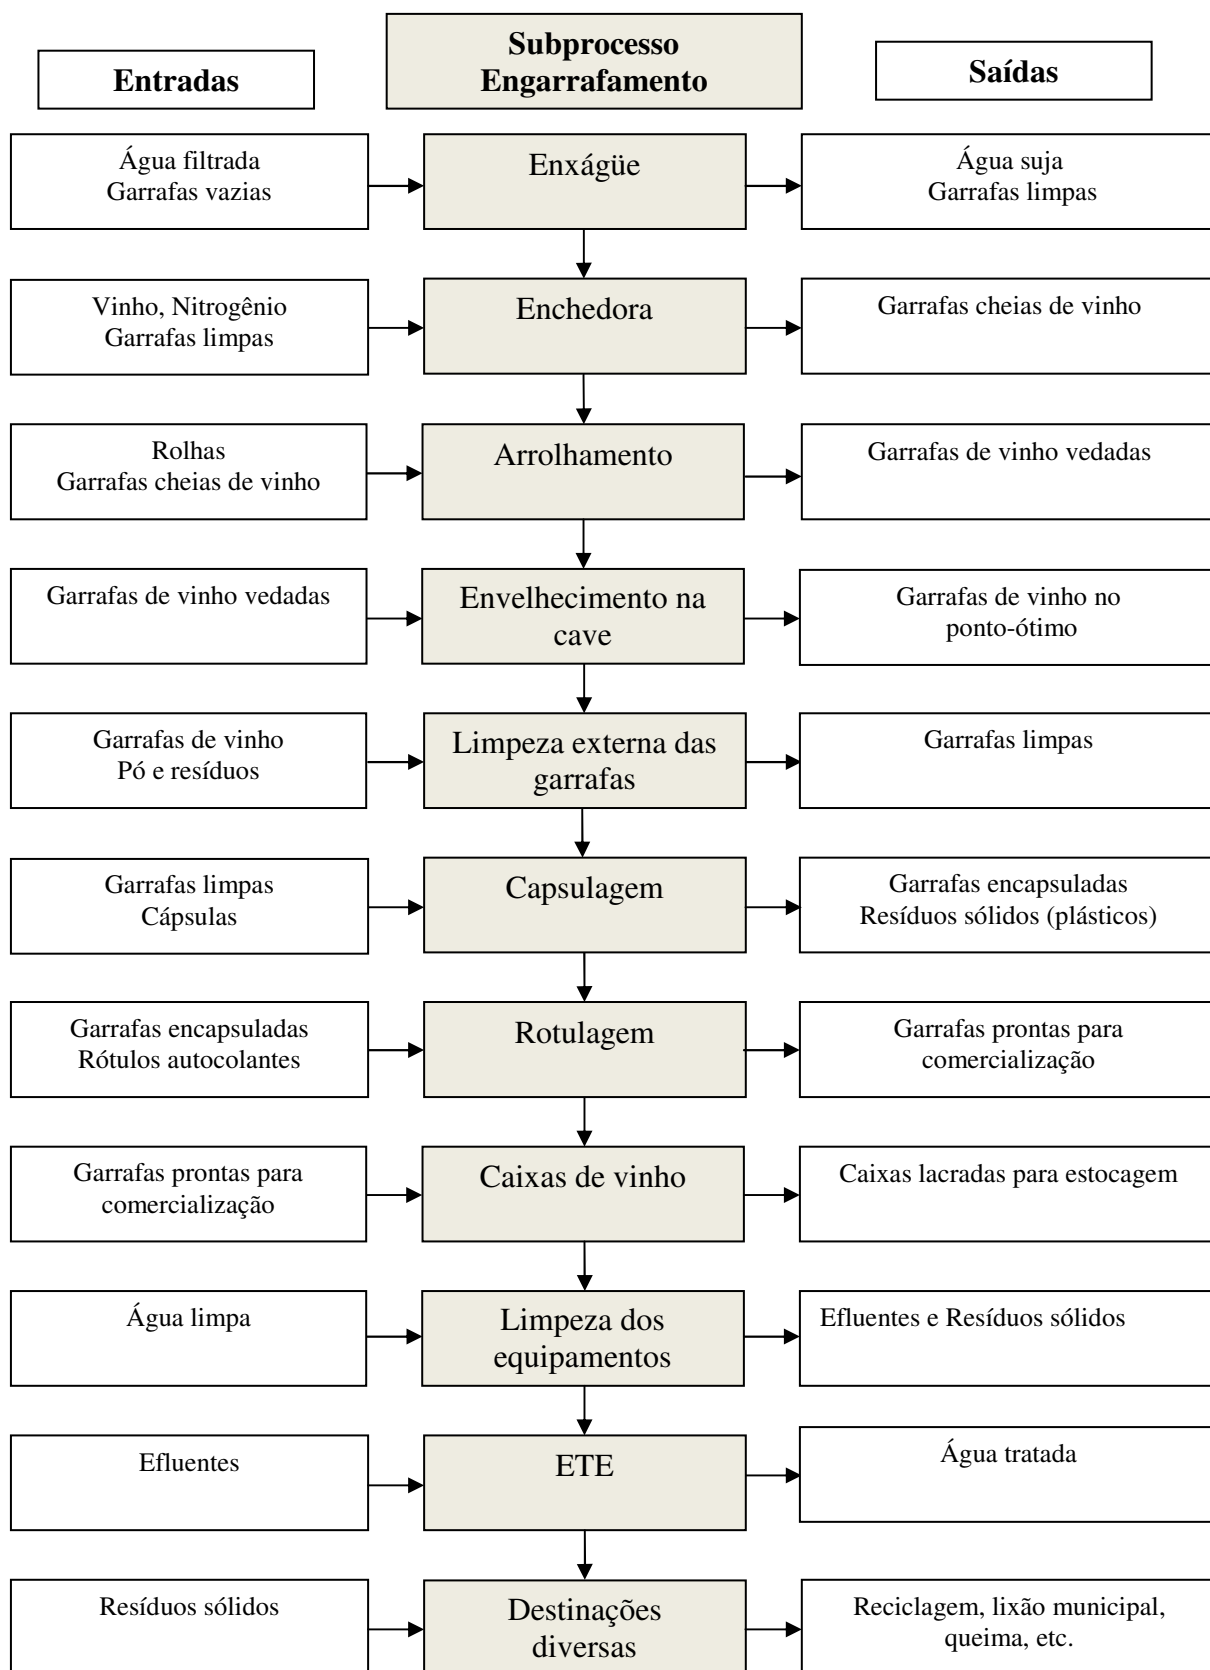 Entradas
Subprocesso
Engarrafamento
Saídas
Água filtrada
Garrafas vazias
Enxágüe
Água suja
Garrafas limpas
Vinho, Nitrogênio
Garrafas limpas
Enchedora
Garrafas cheias de vinho
Rolhas
Garrafas cheias de vinho
Arrolhamento
Garrafas de vinho vedadas
Garrafas de vinho vedadas
Envelhecimento na
cave
Garrafas de vinho no
ponto-ótimo
Garrafas de vinho
Pó e resíduos
Limpeza externa das
garrafas
Garrafas limpas
Garrafas limpas
Cápsulas
Capsulagem
Garrafas encapsuladas
Resíduos sólidos (plásticos)
Garrafas encapsuladas
Rótulos autocolantes
Rotulagem
Garrafas prontas para
comercialização
Garrafas prontas para
comercialização
Caixas de vinho
Caixas lacradas para estocagem
Água limpa
Limpeza dos
equipamentos
Efluentes e Resíduos sólidos
Efluentes
ETE
Água tratada
Resíduos sólidos
Destinações
diversas
Reciclagem, lixão municipal,
queima, etc.